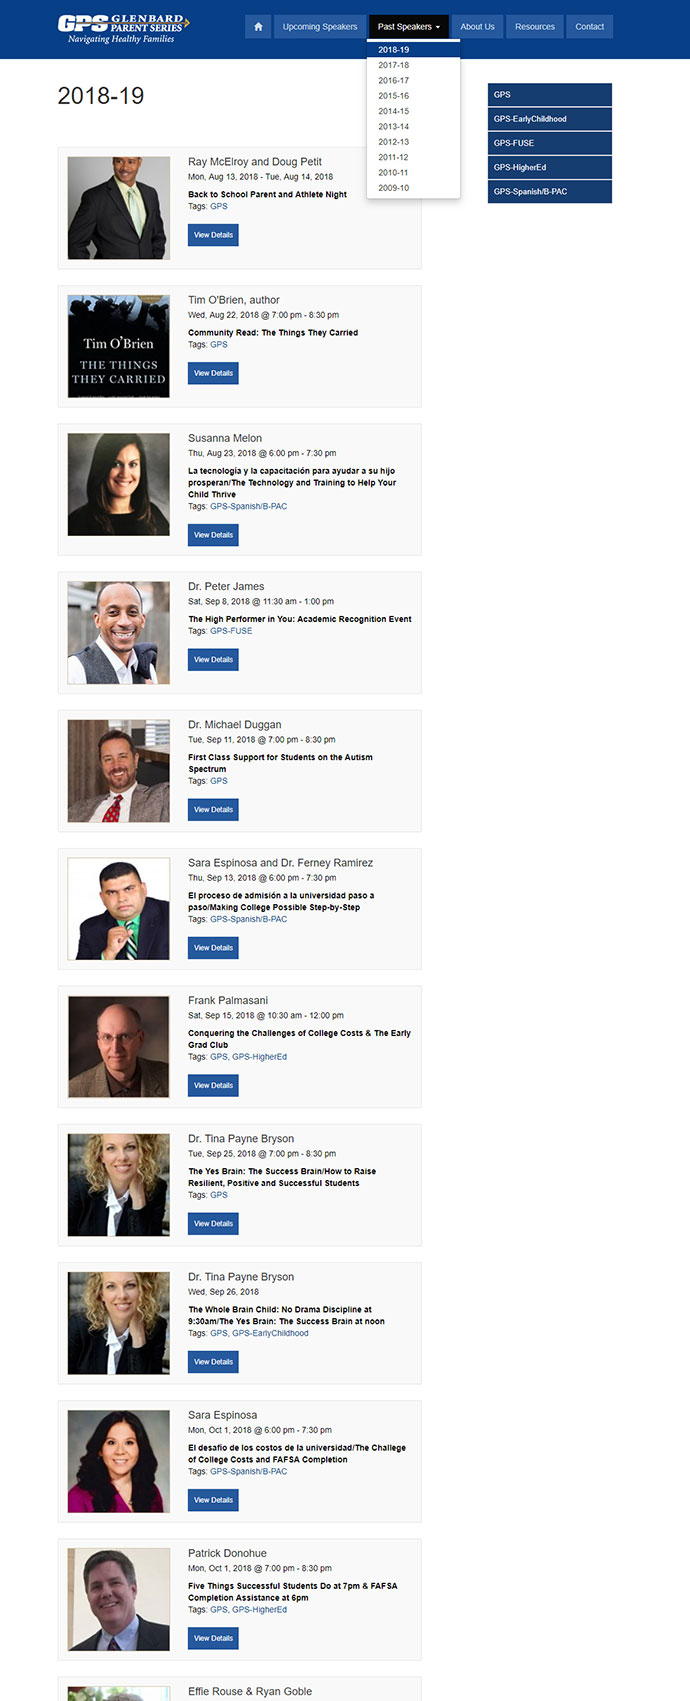 GPS GLENBARD
PARENT SERIES
Navigating Healthy Families
Upcoming Speakers
Past Speakers
About Us
Resources
Contact
2018-19
2017-18
2016-17
2015-16
2014-15
2013-14
2012-13
2011-12
2010-11
2009-10
GPS
GPS-EarlyChildhood
GPS-FUSE
GPS-HigherEd
GPS-Spanish/B-PAC
2018-19
Ray McElroy and Doug Petit
Mon, Aug 13, 2018 - Tue, Aug 14, 2018
Back to School Parent and Athlete Night
Tags: GPS
View Details
Tim O'Brien
THE THINGS
THEY CARRIED
Tim O'Brien, author
Wed, Aug 22, 2018 @ 7:00 pm - 8:30 pm
Community Read: The Things They Carried
Tags: GPS
View Details
Susanna Melon
Thu, Aug 23, 2018 @ 6:00 pm - 7:30 pm
La tecnología y la capacitación para ayudar a su hijo
prosperan/The Technology and Training to Help Your
Child Thrive
Tags: GPS-Spanish/B-PAC
View Details
Dr. Peter James
Sat, Sep 8, 2018 @ 11:30 am - 1:00 pm
The High Performer in You: Academic Recognition Event
Tags: GPS-FUSE
View Details
Dr. Michael Duggan
Tue, Sep 11, 2018 @ 7:00 pm - 8:30 pm
First Class Support for Students on the Autism
Spectrum
Tags: GPS
View Details
Sara Espinosa and Dr. Ferney Ramirez
Thu, Sep 13, 2018 @ 6:00 pm - 7:30 pm
El proceso de admisión a la universidad paso a
paso/Making College Possible Step-by-Step
Tags: GPS-Spanish/B-PAC
View Details
Frank Palmasani
Sat, Sep 15, 2018 @ 10:30 am - 12:00 pm
Conquering the Challenges of College Costs & The Early
Grad Club
Tags: GPS, GPS-HigherEd
View Details
Dr. Tina Payne Bryson
Tue, Sep 25, 2018 @ 7:00 pm - 8:30 pm
The Yes Brain: The Success Brain/How to Raise
Resilient, Positive and Successful Students
Tags: GPS
View Details
Dr. Tina Payne Bryson
Wed, Sep 26, 2018
The Whole Brain Child: No Drama Discipline at
9:30am/The Yes Brain: The Success Brain at noon
Tags: GPS, GPS-EarlyChildhood
View Details
Sara Espinosa
Mon, Oct 1, 2018 @ 6:00 pm - 7:30 pm
El desafío de los costos de la universidad/The Challege
of College Costs and FAFSA Completion
Tags: GPS-Spanish/B-PAC
View Details
Patrick Donohue
Mon, Oct 1, 2018 @ 7:00 pm - 8:30 pm
Five Things Successful Students Do at 7pm & FAFSA
Completion Assistance at 6pm
Tags: GPS, GPS-HigherEd
View Details
Effie Rouse & Ryan Goble